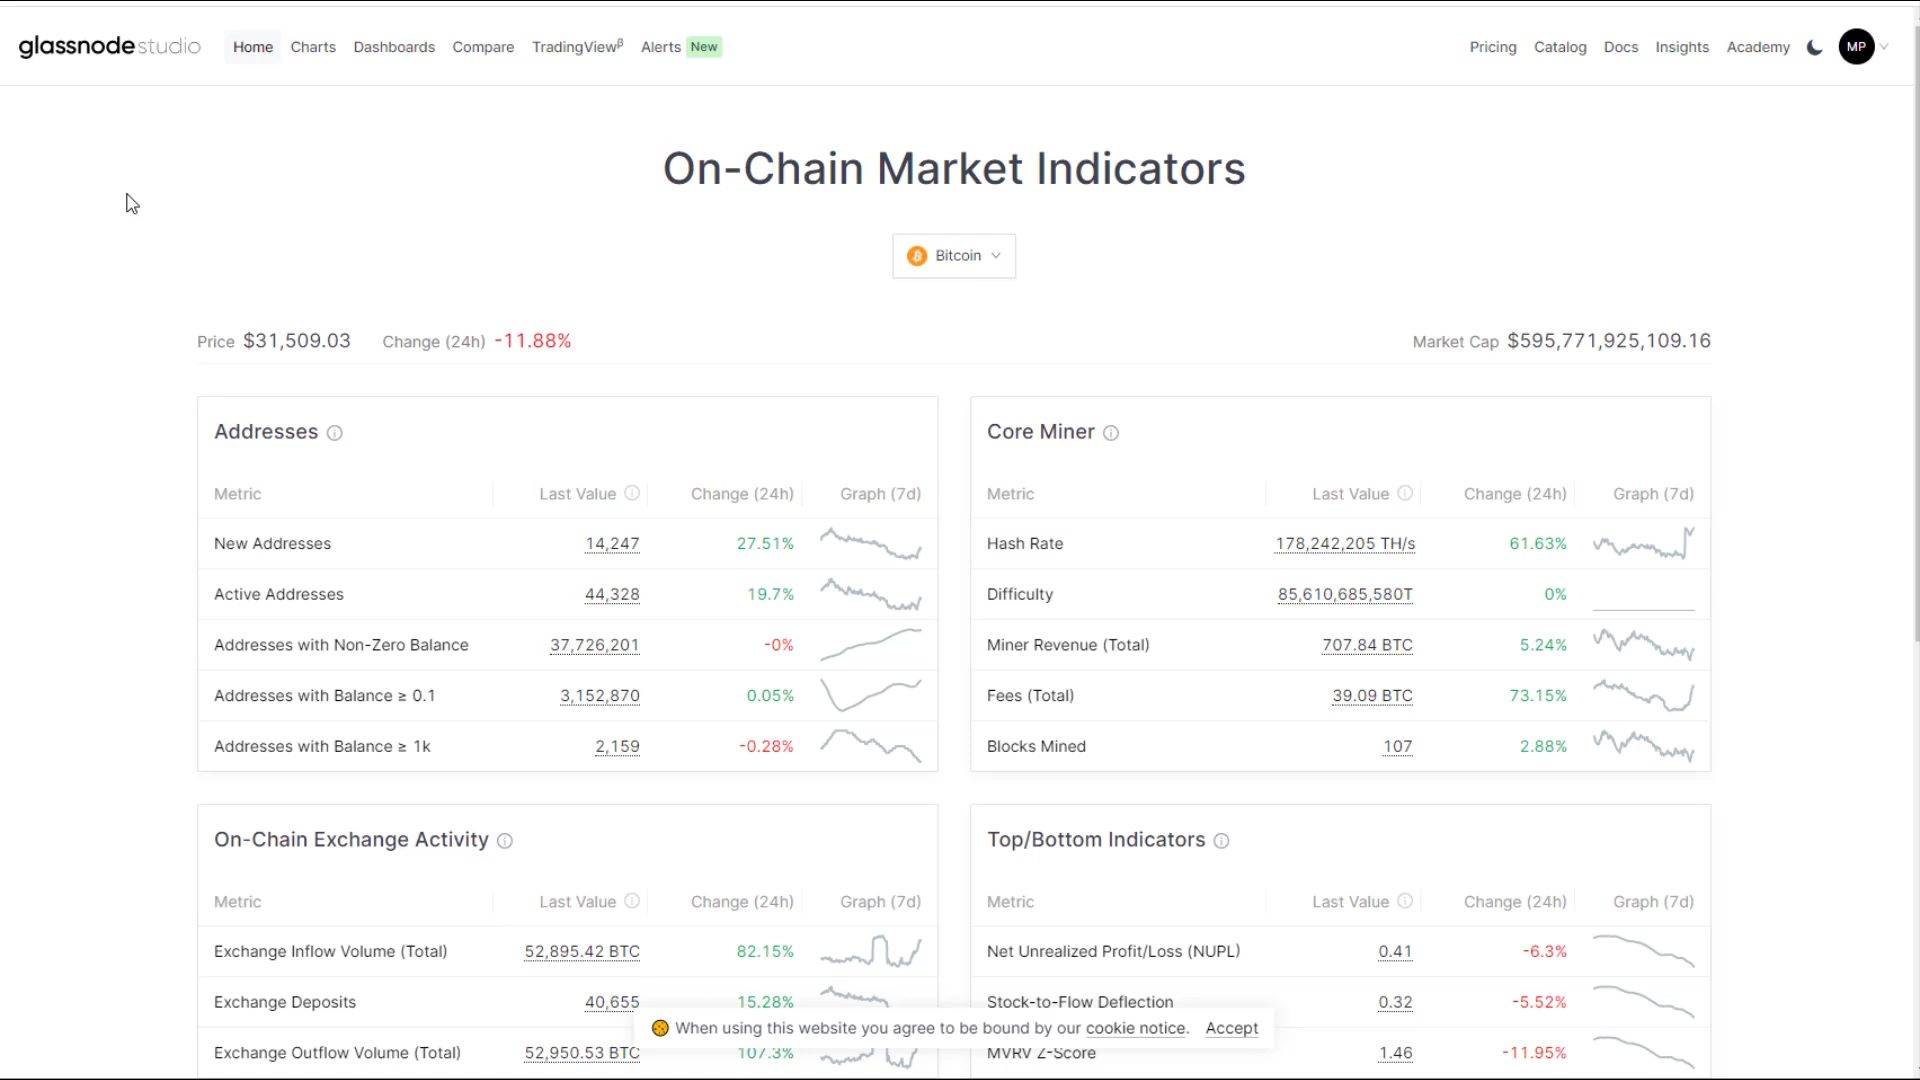 glassnodestudio Home Charts Dashboards Compare TradingViewβ Alerts New Pricing Catalog Docs Insights Academy MP
On-Chain Market Indicators
Bitcoin
Price $31,509.03 Change (24h) -11.88% Market Cap $595,771,925,109.16
Addresses
Metric Last Value Change (24h) Graph (7d)
New Addresses 14,247 27.51%
Active Addresses 44,328 19.7%
Addresses with Non-Zero Balance 37,726,201 -0%
Addresses with Balance ≥ 0.1 3,152,870 0.05%
Addresses with Balance ≥ 1k 2,159 -0.28%
Core Miner
Metric Last Value Change (24h) Graph (7d)
Hash Rate 178,242,205 TH/s 61.63%
Difficulty 85,610,685,580T 0%
Miner Revenue (Total) 707.84 BTC 5.24%
Fees (Total) 39.09 BTC 73.15%
Blocks Mined 107 2.88%
On-Chain Exchange Activity
Metric Last Value Change (24h) Graph (7d)
Exchange Inflow Volume (Total) 52,895.42 BTC 82.15%
Exchange Deposits 40,655 15.28%
Exchange Outflow Volume (Total) 52,950.53 BTC 107.3%
Top/Bottom Indicators
Metric Last Value Change (24h) Graph (7d)
Net Unrealized Profit/Loss (NUPL) 0.41 -6.3%
Stock-to-Flow Deflection 0.32 -5.52%
MVRV Z-Score 1.46 -11.95%
When using this website you agree to be bound by our cookie notice. Accept